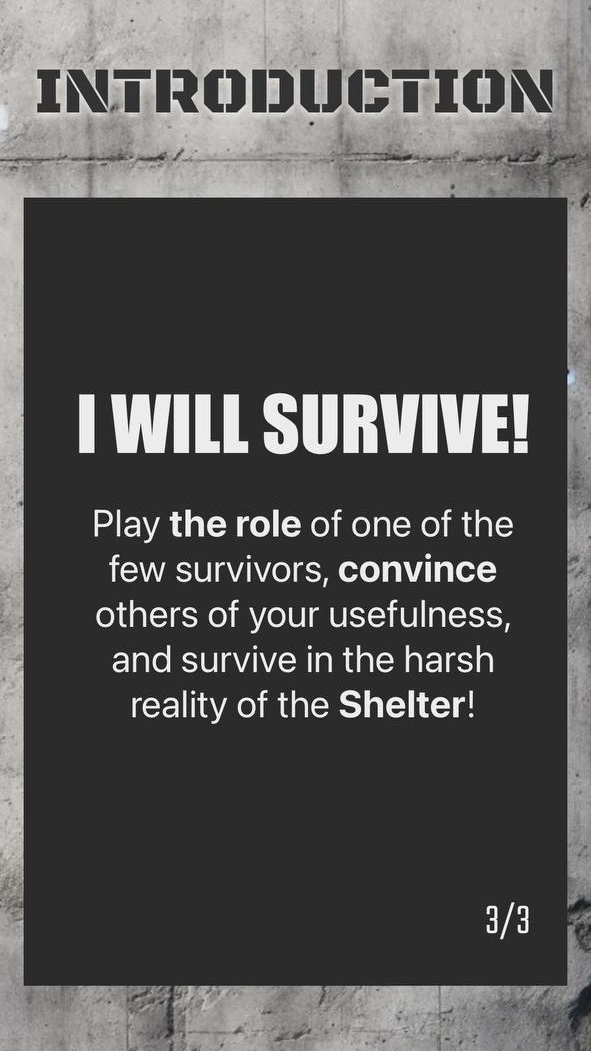 INTRODUCTION
I WILL SURVIVE!
Play the role of one of the
few survivors, convince
others of your usefulness,
and survive in the harsh
reality of the Shelter!
3/3